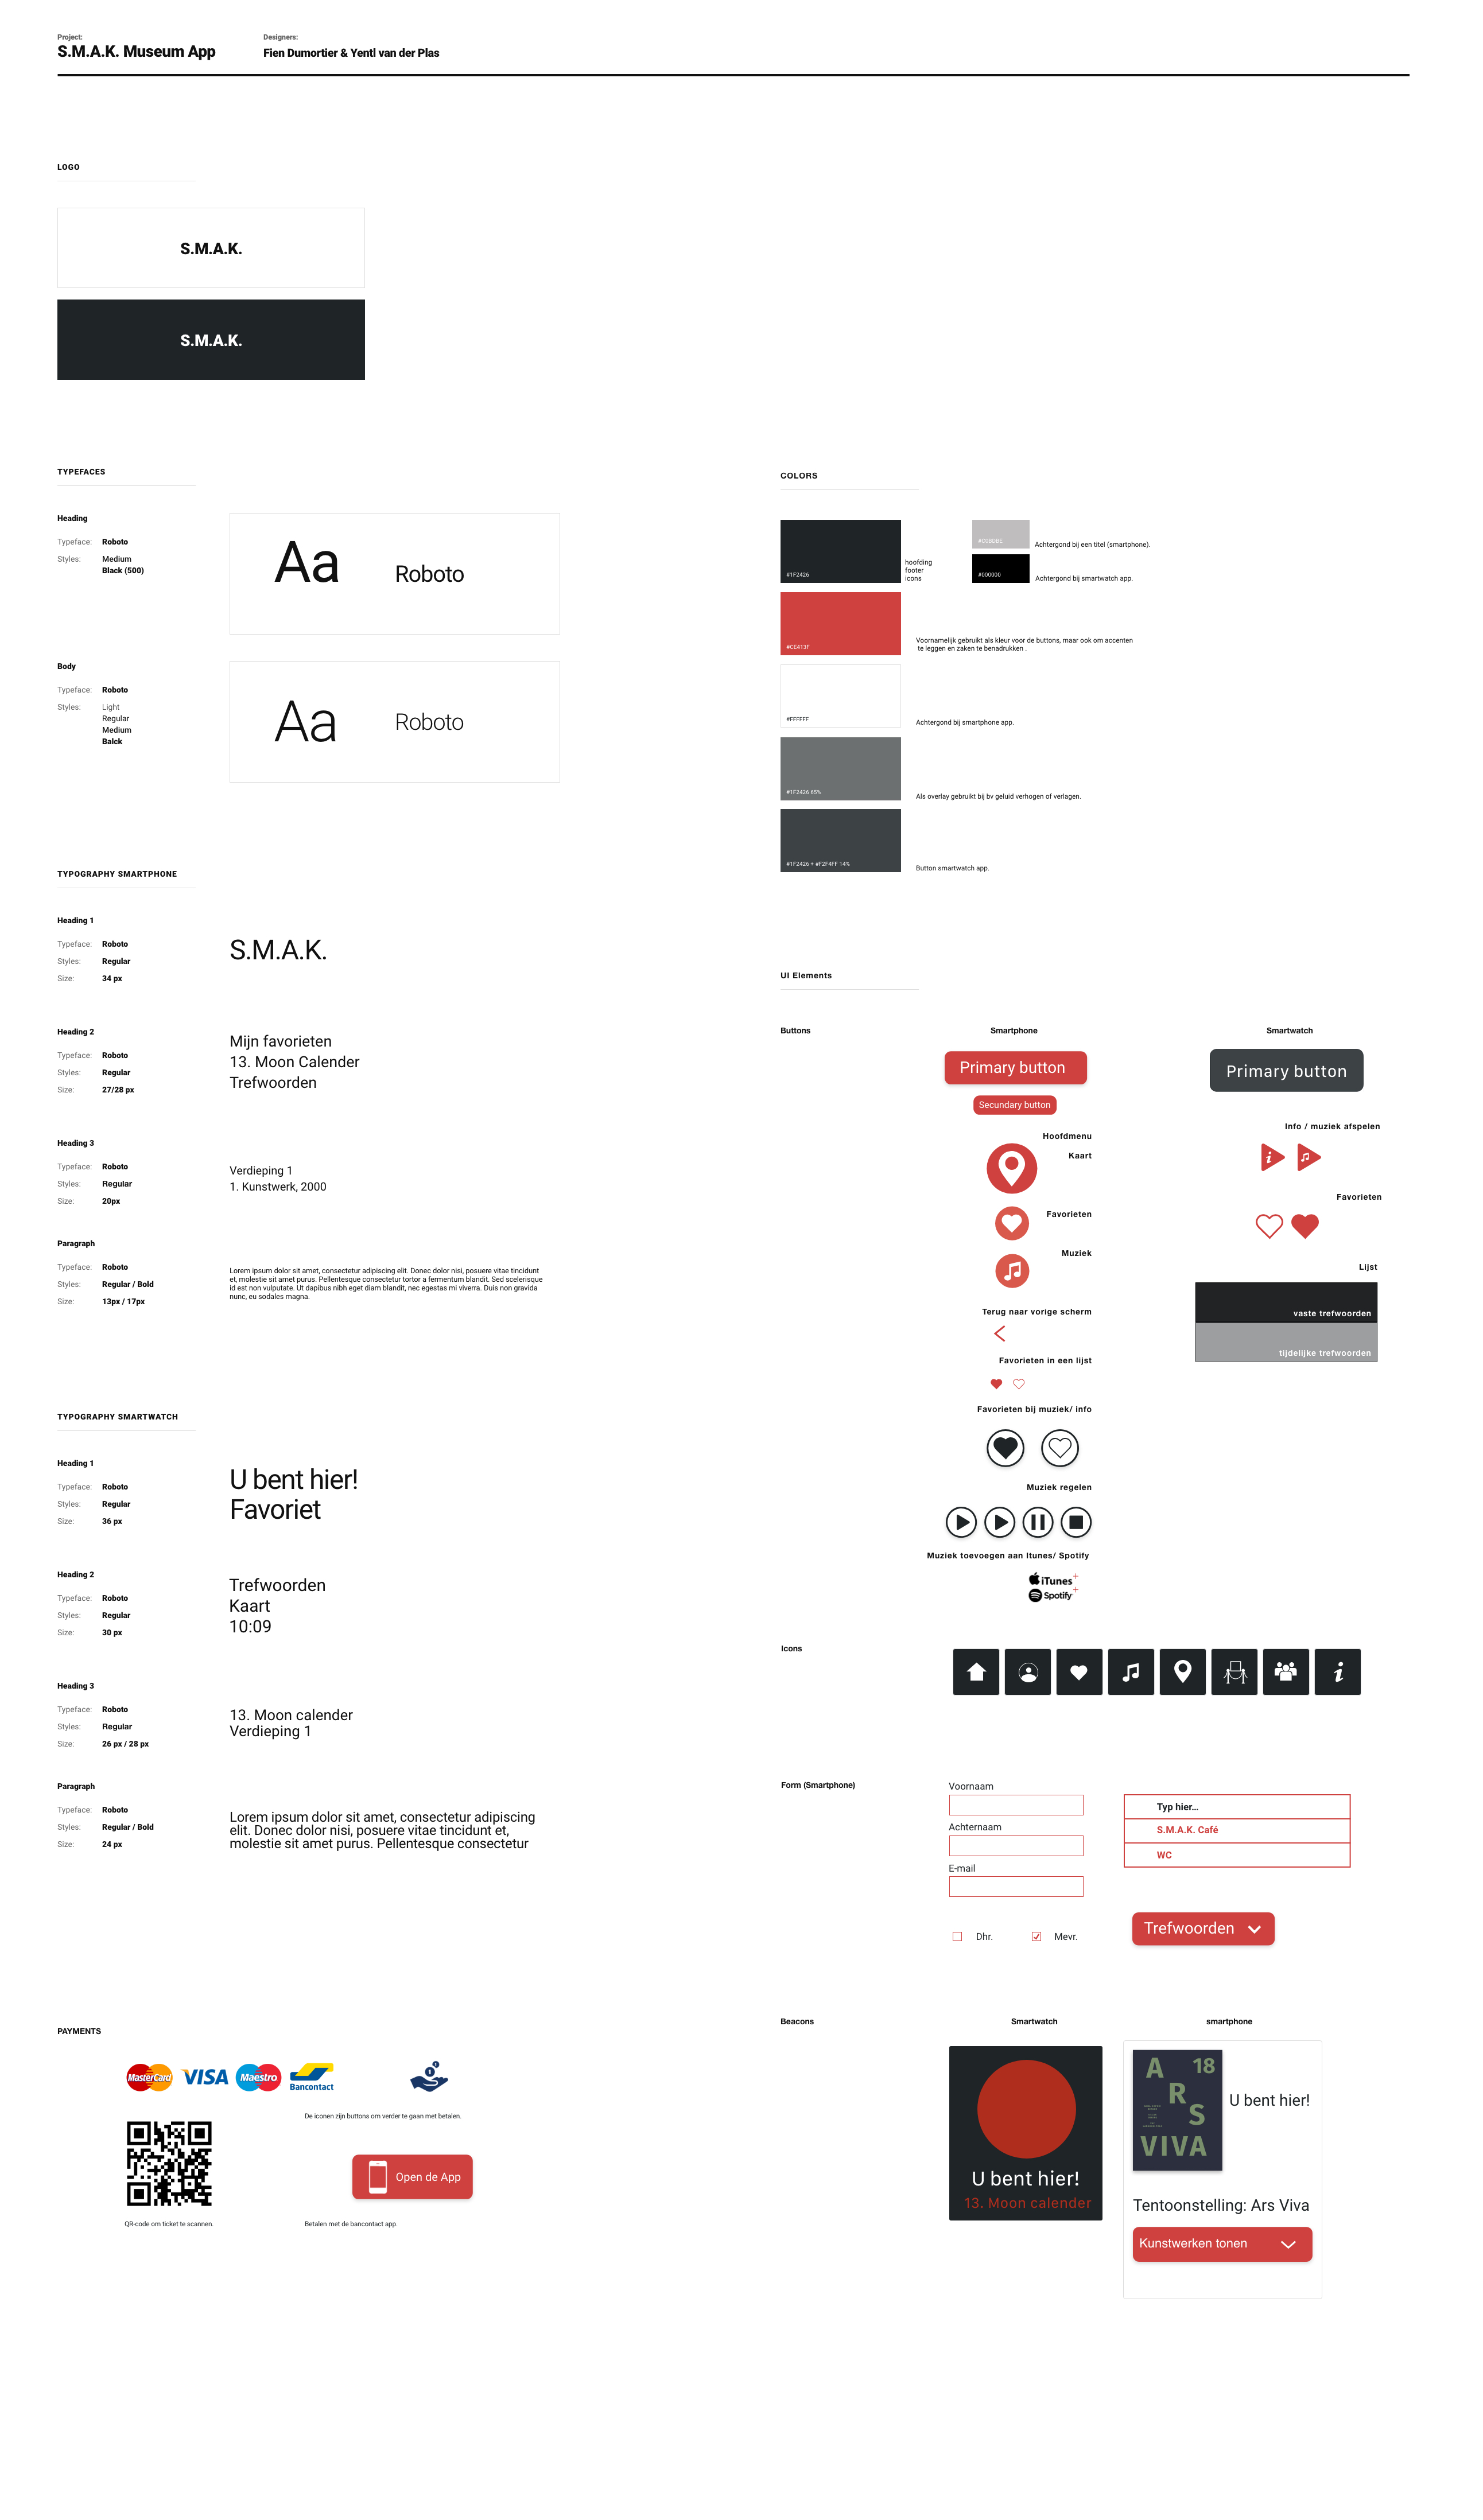 Project:
S.M.A.K. Museum App
Designers:
Fien Dumortier & Yentl van der Plas
LOGO
S.M.A.K.
S.M.A.K.
TYPEFACES
Heading
Typeface: Roboto
Styles: Medium
Black (500)
Aa Roboto
Body
Typeface: Roboto
Styles: Light
Regular
Medium
Balck
Aa Roboto
TYPOGRAPHY SMARTPHONE
Heading 1
Typeface: Roboto
Styles: Regular
Size: 34 px
S.M.A.K.
Heading 2
Typeface: Roboto
Styles: Regular
Size: 27/28 px
Mijn favorieten
13. Moon Calender
Trefwoorden
Heading 3
Typeface: Roboto
Styles: Regular
Size: 20px
Verdieping 1
1. Kunstwerk, 2000
Paragraph
Typeface: Roboto
Styles: Regular / Bold
Size: 13px / 17px
Lorem ipsum dolor sit amet, consectetur adipiscing elit. Donec dolor nisi, posuere vitae tincidunt
et, molestie sit amet purus. Pellentesque consectetur tortor a fermentum blandit. Sed scelerisque
id est non vulputate. Ut dapibus nibh eget diam blandit, nec egestas mi viverra. Duis non gravida
nunc, eu sodales magna.
TYPOGRAPHY SMARTWATCH
Heading 1
Typeface: Roboto
Styles: Regular
Size: 36 px
U bent hier!
Favoriet
Heading 2
Typeface: Roboto
Styles: Regular
Size: 30 px
Trefwoorden
Kaart
10:09
Heading 3
Typeface: Roboto
Styles: Regular
Size: 26 px / 28 px
13. Moon calender
Verdieping 1
Paragraph
Typeface: Roboto
Styles: Regular / Bold
Size: 24 px
Lorem ipsum dolor sit amet, consectetur adipiscing
elit. Donec dolor nisi, posuere vitae tincidunt et,
molestie sit amet purus. Pellentesque consectetur
PAYMENTS
MasterCard VISA Maestro Bancontact
De iconen zijn buttons om verder te gaan met betalen.
Open de App
QR-code om ticket te scannen.
Betalen met de bancontact app.
COLORS
#1F2426
hoofding
footer
icons
Achtergond bij een titel (smartphone).
#000000
Achtergond bij smartwatch app.
#CE413F
Voornamelijk gebruikt als kleur voor de buttons, maar ook om accenten
te leggen en zaken te benadrukken .
#FFFFFF
Achtergond bij smartphone app.
#1F2426 65%
Als overlay gebruikt bij bv geluid verhogen of verlagen.
#1F2426 + #F2F4FF 14%
Button smartwatch app.
UI Elements
Buttons
Smartphone
Primary button
Secundary button
Hoofdmenu
Kaart
Favorieten
Muziek
Terug naar vorige scherm
Favorieten in een lijst
Favorieten bij muziek/ info
Muziek regelen
Muziek toevoegen aan Itunes/ Spotify
iTunes +
Spotify +
Smartwatch
Primary button
Info / muziek afspelen
Favorieten
Lijst
vaste trefwoorden
tijdelijke trefwoorden
Icons
Form (Smartphone)
Voornaam
Achternaam
E-mail
Dhr.
Mevr.
Typ hier...
S.M.A.K. Café
WC
Trefwoorden
Beacons
Smartwatch
U bent hier!
13. Moon calender
smartphone
A 18
R
S
VIVA
U bent hier!
Tentoonstelling: Ars Viva
Kunstwerken tonen